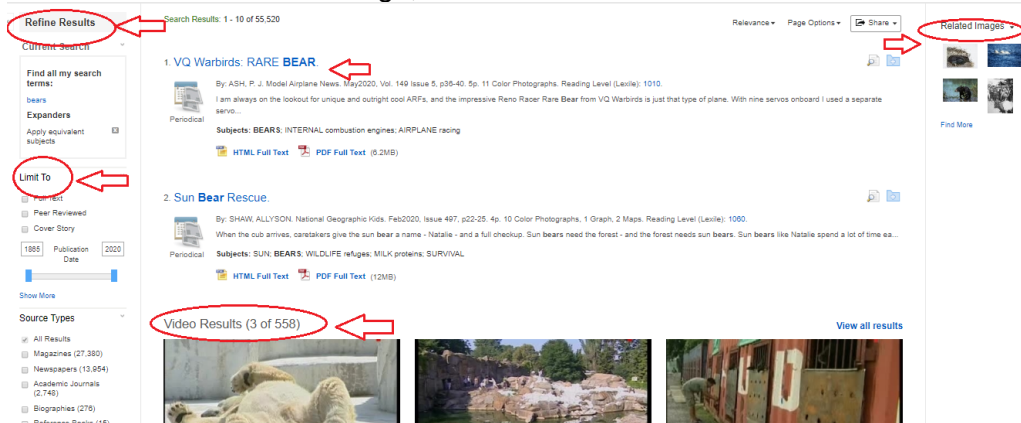 Refine Results
Current Search
Find all my search
terms:
bears
Expanders
Apply equivalent
subjects
Limit To
Full Text
Peer Reviewed
Cover Story
1865 Publication Date 2020
Show More
Source Types
All Results
Magazines (27,380)
Newspapers (13,954)
Academic Journals
(2,748)
Biographies (276)
Reference Books (15)
Search Results: 1 - 10 of 55,520
Relevance Page Options Share
1. VQ Warbirds: RARE BEAR.
By: ASH, P. J. Model Airplane News. May2020, Vol. 149 Issue 5, p36-40. 5p. 11 Color Photographs. Reading Level (Lexile): 1010.
I am always on the lookout for unique and outright cool ARFs, and the impressive Reno Racer Rare Bear from VQ Warbirds is just that type of plane. With nine servos onboard I used a separate
servo...
Periodical
Subjects: BEARS; INTERNAL combustion engines; AIRPLANE racing
HTML Full Text PDF Full Text (6.2MB)
2. Sun Bear Rescue.
By: SHAW, ALLYSON. National Geographic Kids. Feb2020, Issue 497, p22-25. 4p. 10 Color Photographs, 1 Graph, 2 Maps. Reading Level (Lexile): 1060.
When the cub arrives, caretakers give the sun bear a name - Natalie - and a full checkup. Sun bears need the forest - and the forest needs sun bears. Sun bears like Natalie spend a lot of time ea...
Periodical
Subjects: SUN; BEARS; WILDLIFE refuges; MILK proteins; SURVIVAL
HTML Full Text PDF Full Text (12MB)
Video Results (3 of 558)
View all results
Related Images
Find More